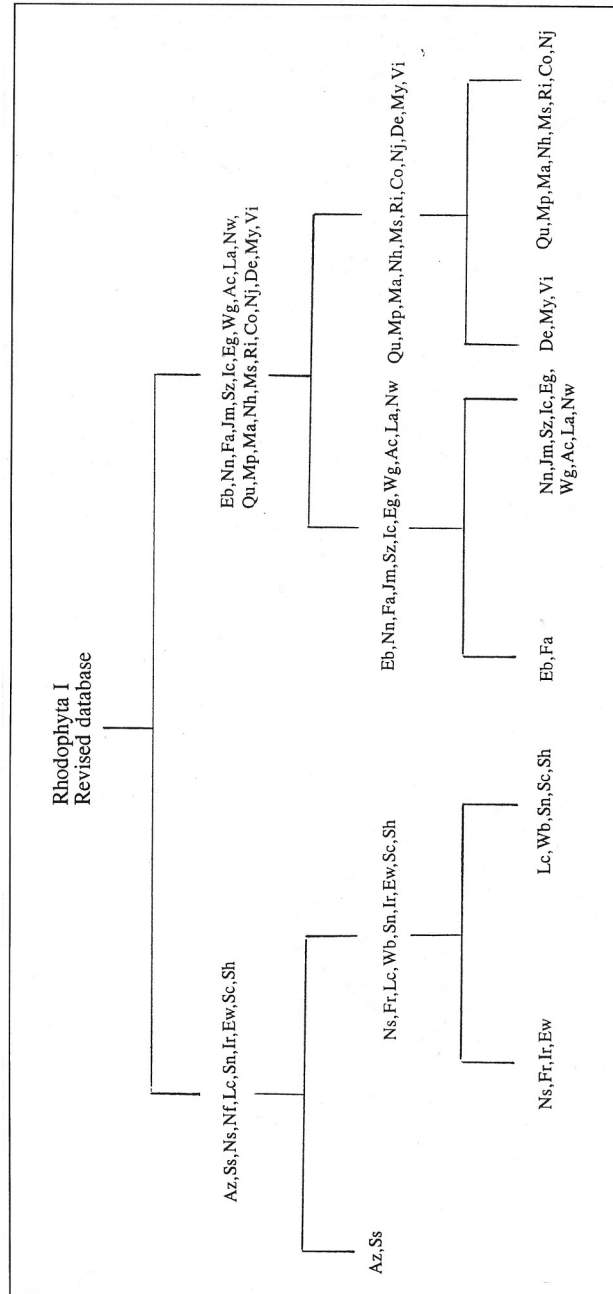 Rhodophyta I
Revised database
Az,Ss,Ns,Nf,Lc,Sn,Ir,Ew,Sc,Sh
Eb,Nn,Fa,Jm,Sz,Ic,Eg,Wg,Ac,La,Nw,
Qu,Mp,Ma,Nh,Ms,Ri,Co,Nj,De,My,Vi
Az,Ss
Ns,Fr,Lc,Wb,Sn,Ir,Ew,Sc,Sh
Eb,Nn,Fa,Jm,Sz,Ic,Eg,Wg,Ac,La,Nw
Qu,Mp,Ma,Nh,Ms,Ri,Co,Nj,De,My,Vi
Ns,Fr,Ir,Ew
Lc,Wb,Sn,Sc,Sh
Eb,Fa
Nn,Jm,Sz,Ic,Eg,
Wg,Ac,La,Nw
De,My,Vi
Qu,Mp,Ma,Nh,Ms,Ri,Co,Nj